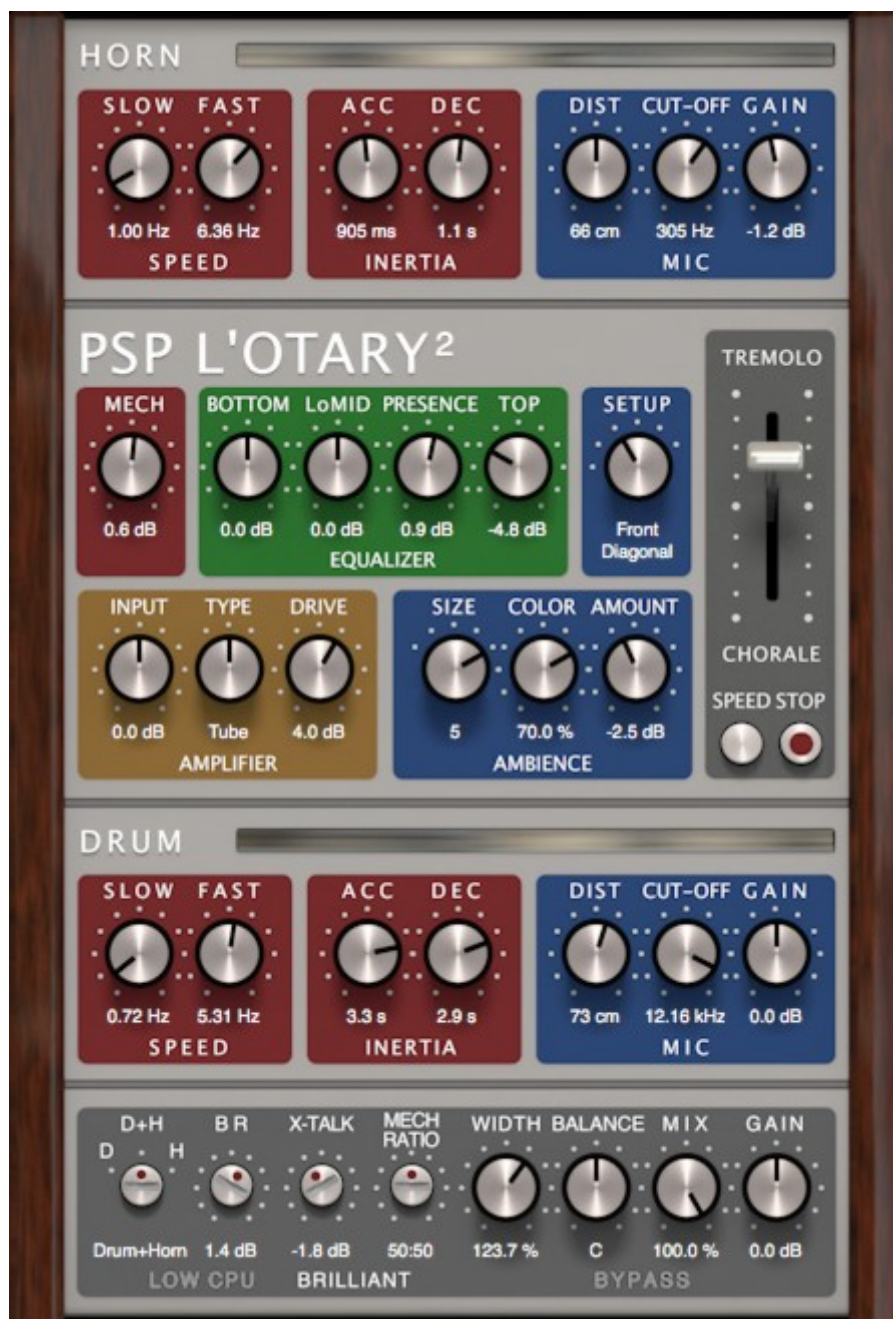 HORN
SLOW FAST
1.00 Hz 6.36 Hz
SPEED
ACC DEC
905 ms 1.1 s
INERTIA
DIST CUT-OFF GAIN
66 cm 305 Hz -1.2 dB
MIC
PSP L'OTARY²
MECH
0.6 dB
BOTTOM LoMID PRESENCE TOP
0.0 dB 0.0 dB 0.9 dB -4.8 dB
EQUALIZER
SETUP
Front
Diagonal
TREMOLO
CHORALE
SPEED STOP
INPUT TYPE DRIVE
0.0 dB Tube 4.0 dB
AMPLIFIER
SIZE COLOR AMOUNT
5 70.0 % -2.5 dB
AMBIENCE
DRUM
SLOW FAST
0.72 Hz 5.31 Hz
SPEED
ACC DEC
3.3 s 2.9 s
INERTIA
DIST CUT-OFF GAIN
73 cm 12.16 kHz 0.0 dB
MIC
D+H
D H
Drum+Horn
BR
1.4 dB
X-TALK
-1.8 dB
MECH
RATIO
50:50
WIDTH BALANCE MIX GAIN
123.7 % C 100.0 % 0.0 dB
LOW CPU BRILLIANT BYPASS